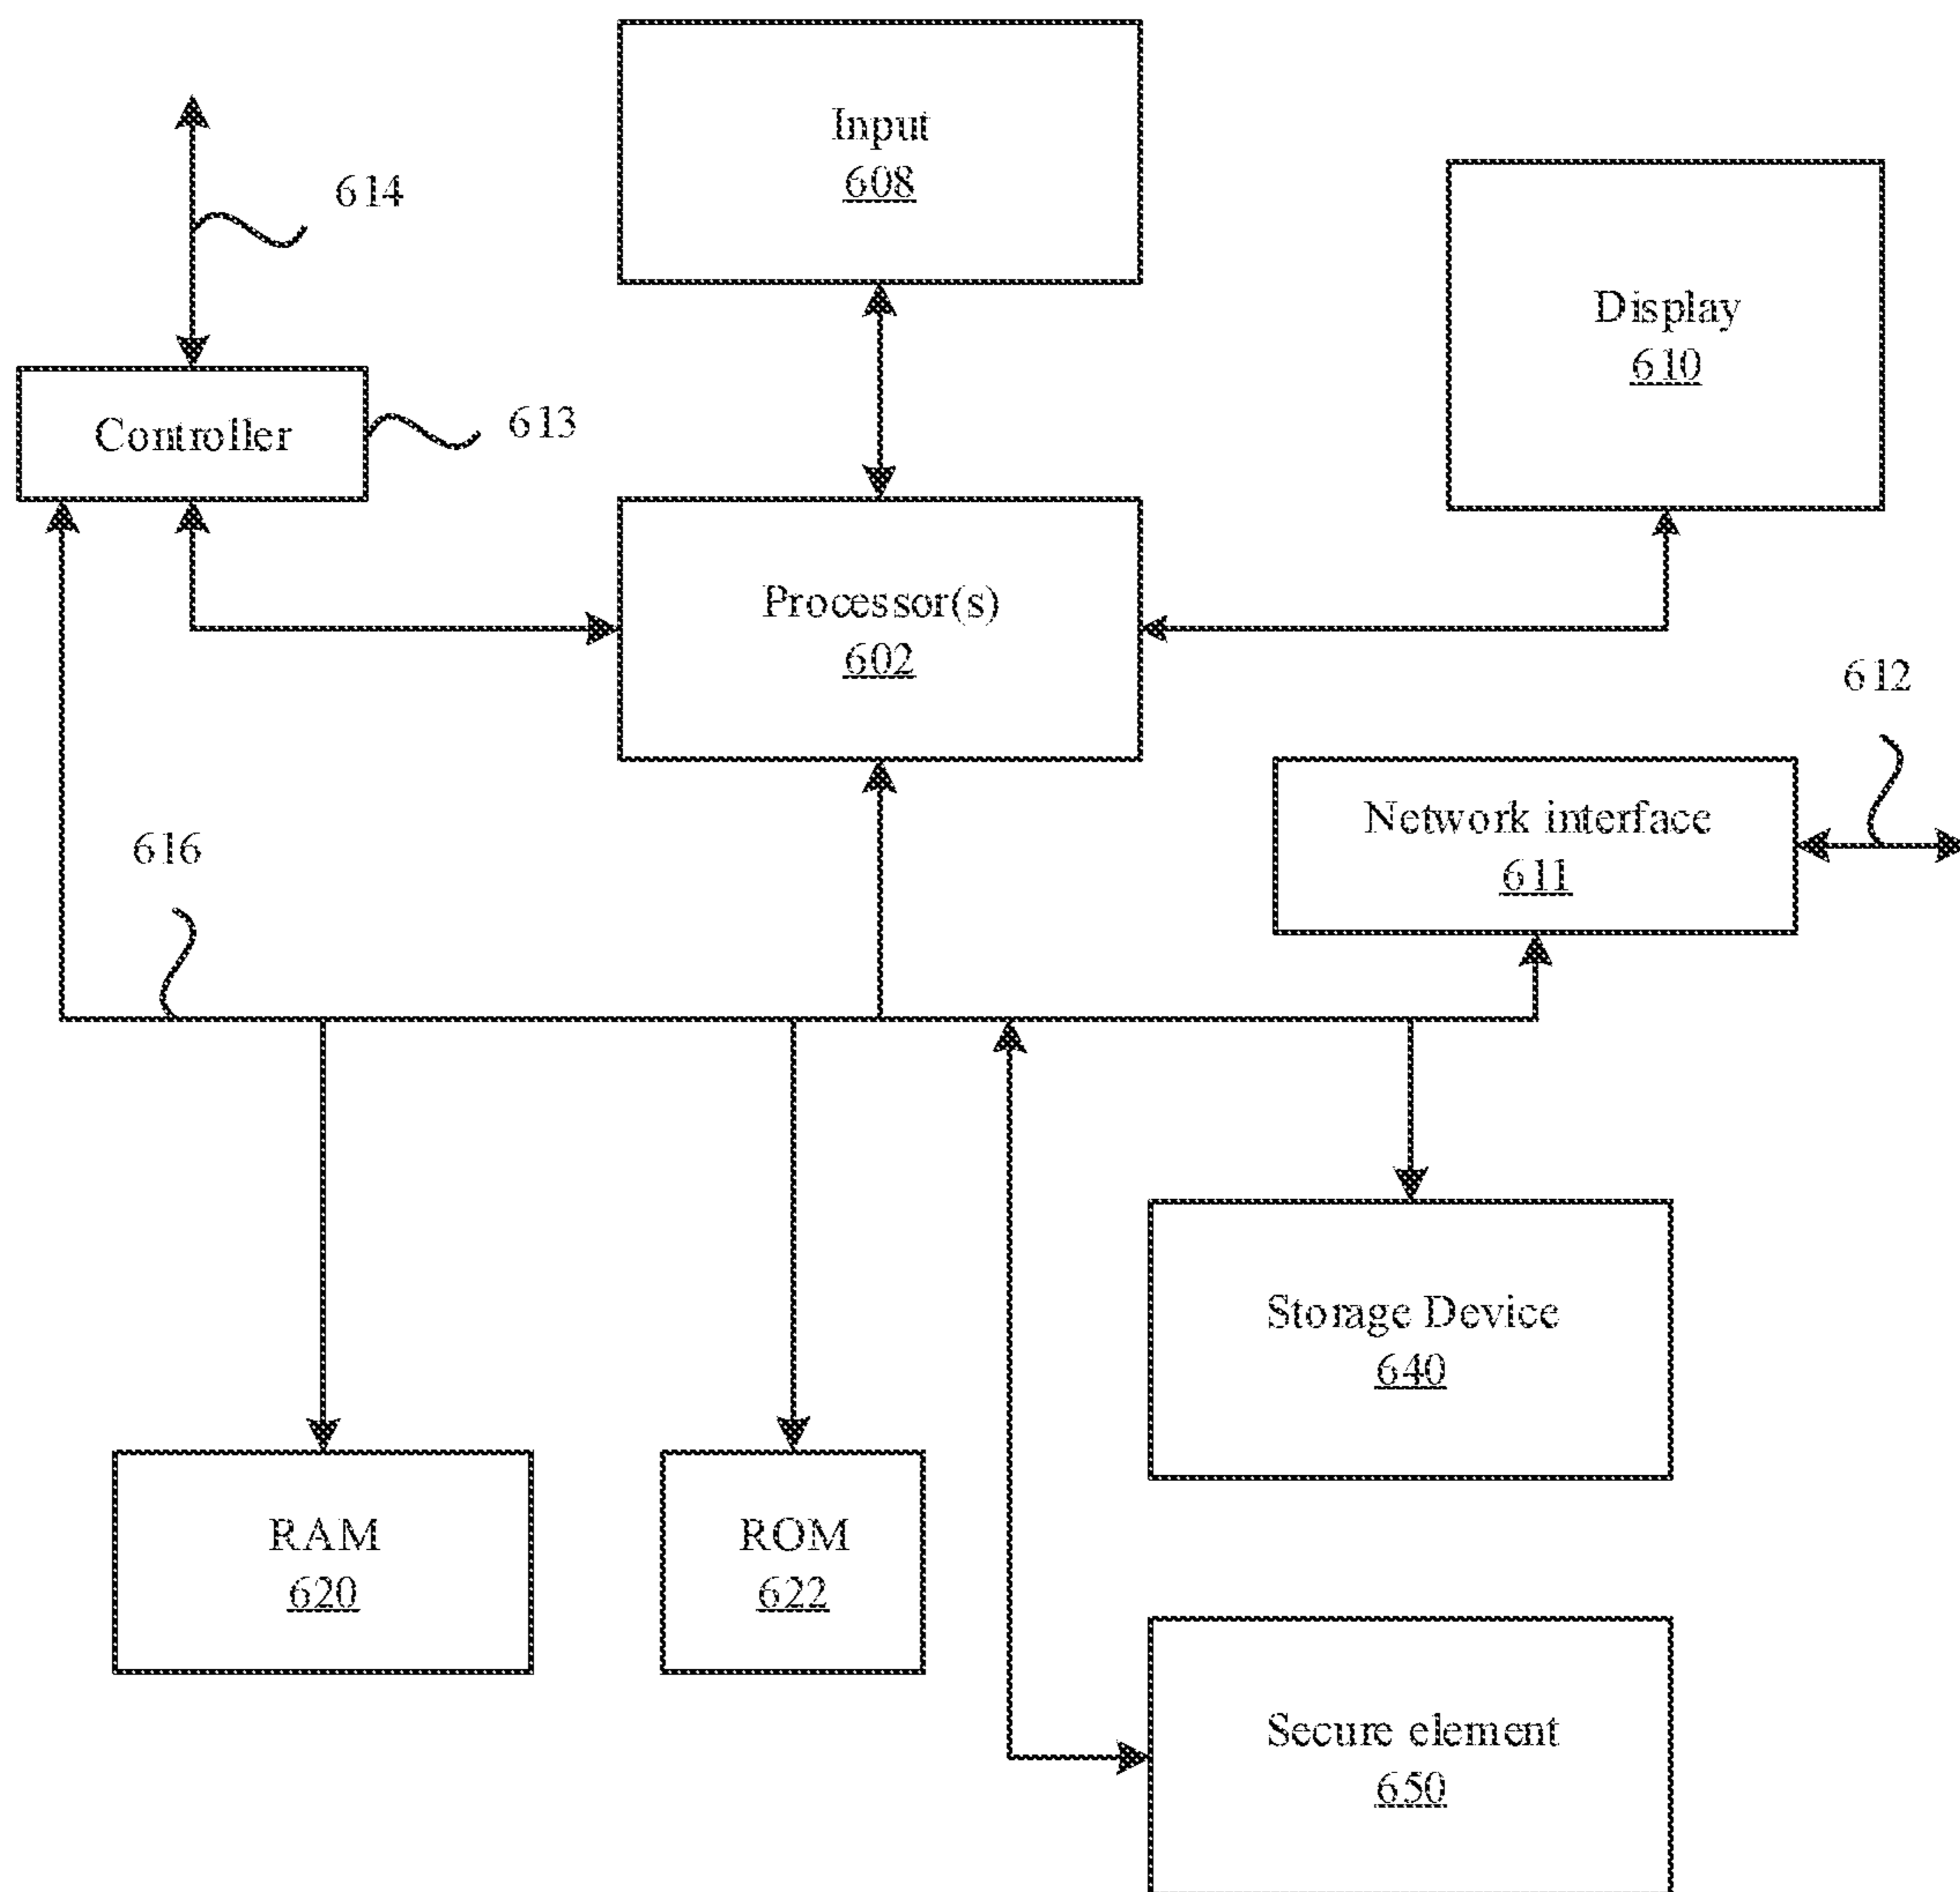 Input
608
614
Display
610
Controller
613
Processor(s)
602
612
Network interface
611
616
Storage Device
640
RAM
620
ROM
622
Secure element
650